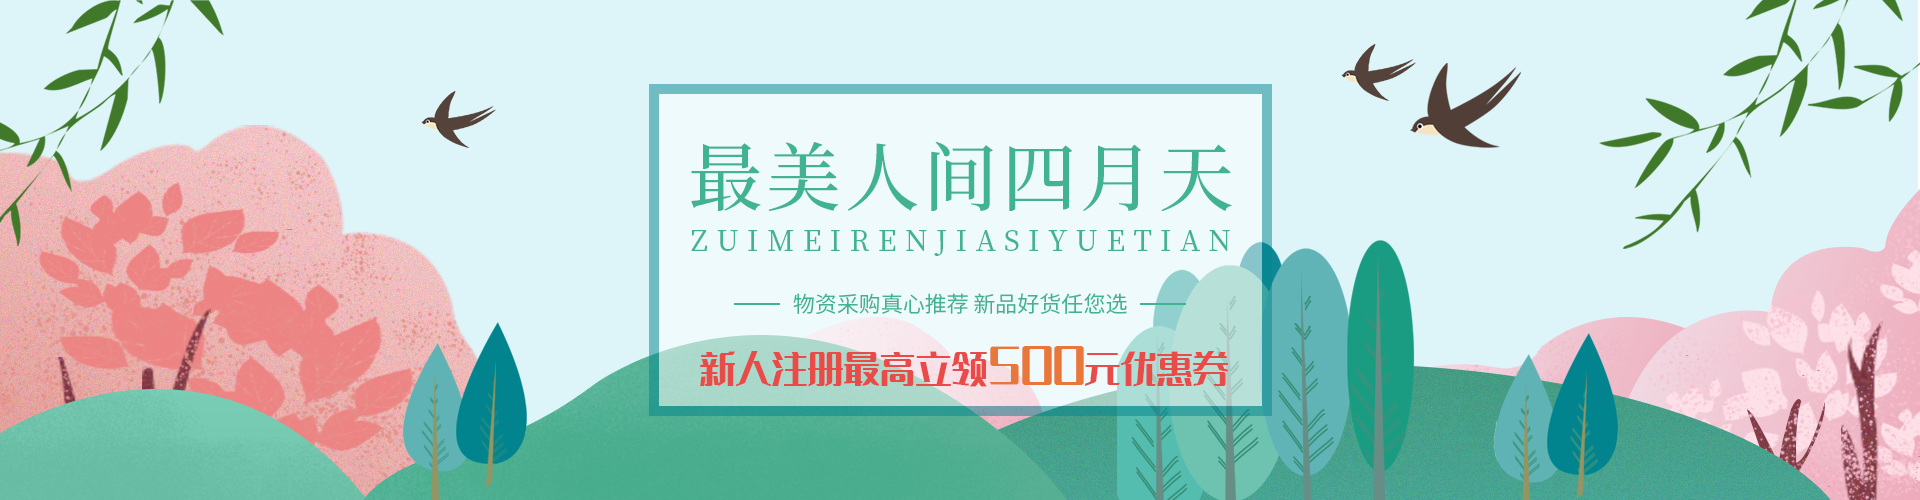 最美人间四月天
ZUIMEIRENJIASIYUETIAN
物资采购真心推荐 新品好货任您选
新人注册最高立领500元优惠券